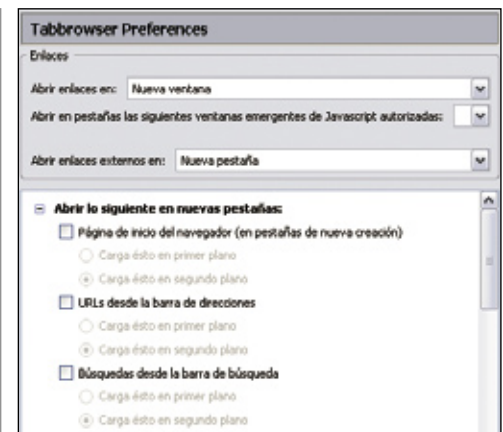 Tabbrowser Preferences
Enlaces
Abrir enlaces en: Nueva ventana
Abrir en pestañas las siguientes ventanas emergentes de Javascript autorizadas:
Abrir enlaces externos en: Nueva pestaña
Abrir lo siguiente en nuevas pestañas:
Página de inicio del navegador (en pestañas de nueva creación)
Carga ésto en primer plano
Carga ésto en segundo plano
URLs desde la barra de direcciones
Carga ésto en primer plano
Carga ésto en segundo plano
Búsquedas desde la barra de búsqueda
Carga ésto en primer plano
Carga ésto en segundo plano